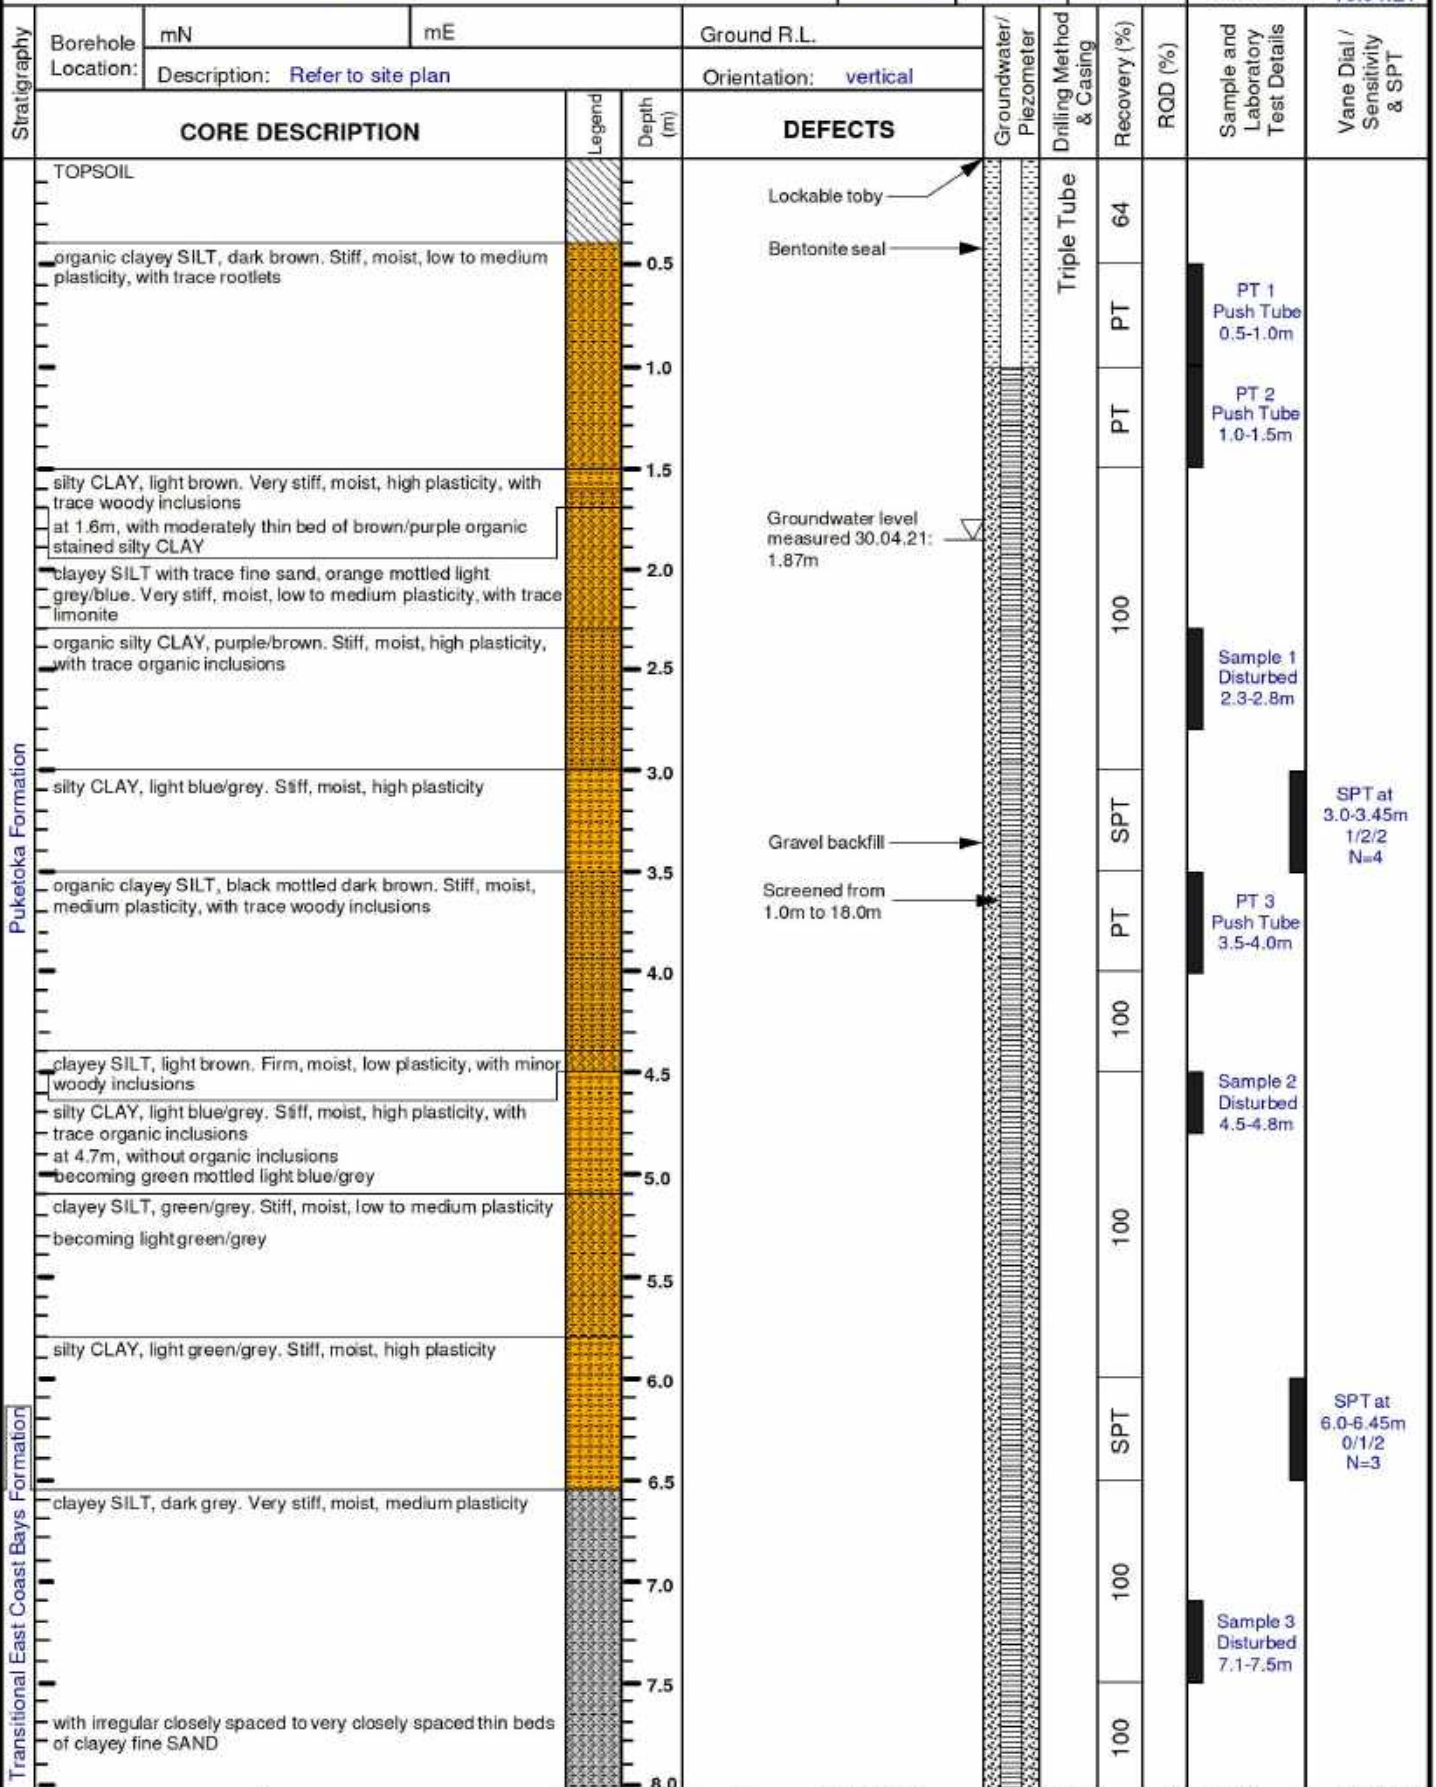 Stratigraphy
Borehole
Location:
mN
mE
Ground R.L.
Description: Refer to site plan
Orientation: vertical
CORE DESCRIPTION
Legend
Depth
(m)
DEFECTS
Groundwater/
Piezometer
Drilling Method
& Casing
Recovery (%)
RQD (%)
Sample and
Laboratory
Test Details
Vane Dial /
Sensitivity
& SPT
Puketoka Formation
Transitional East Coast Bays Formation
TOPSOIL
organic clayey SILT, dark brown. Stiff, moist, low to medium
plasticity, with trace rootlets
silty CLAY, light brown. Very stiff, moist, high plasticity, with
trace woody inclusions
at 1.6m, with moderately thin bed of brown/purple organic
stained silty CLAY
clayey SILT with trace fine sand, orange mottled light
grey/blue. Very stiff, moist, low to medium plasticity, with trace
limonite
organic silty CLAY, purple/brown. Stiff, moist, high plasticity,
with trace organic inclusions
silty CLAY, light blue/grey. Stiff, moist, high plasticity
organic clayey SILT, black mottled dark brown. Stiff, moist,
medium plasticity, with trace woody inclusions
clayey SILT, light brown. Firm, moist, low plasticity, with minor
woody inclusions
silty CLAY, light blue/grey. Stiff, moist, high plasticity, with
trace organic inclusions
at 4.7m, without organic inclusions
becoming green mottled light blue/grey
clayey SILT, green/grey. Stiff, moist, low to medium plasticity
becoming light green/grey
silty CLAY, light green/grey. Stiff, moist, high plasticity
clayey SILT, dark grey. Very stiff, moist, medium plasticity
with irregular closely spaced to very closely spaced thin beds
of clayey fine SAND
0.5
1.0
1.5
2.0
2.5
3.0
3.5
4.0
4.5
5.0
5.5
6.0
6.5
7.0
7.5
8.0
Lockable toby
Bentonite seal
Groundwater level
measured 30.04.21:
1.87m
Gravel backfill
Screened from
1.0m to 18.0m
Triple Tube
64
PT
PT
100
SPT
PT
100
100
SPT
100
100
PT 1
Push Tube
0.5-1.0m
PT 2
Push Tube
1.0-1.5m
Sample 1
Disturbed
2.3-2.8m
PT 3
Push Tube
3.5-4.0m
Sample 2
Disturbed
4.5-4.8m
Sample 3
Disturbed
7.1-7.5m
SPT at
3.0-3.45m
1/2/2
N=4
SPT at
6.0-6.45m
0/1/2
N=3